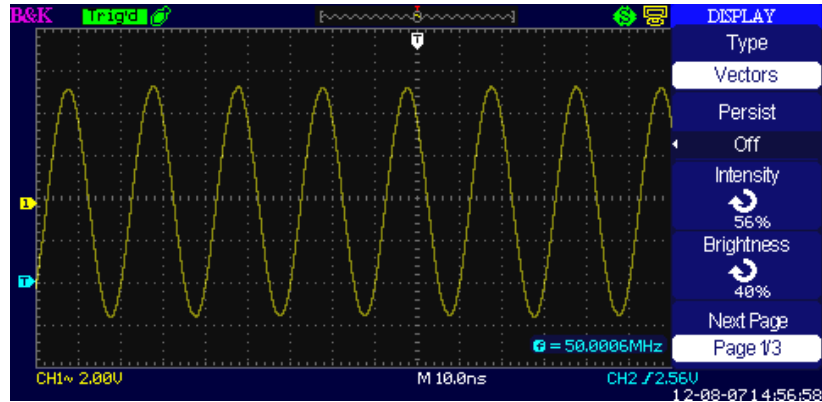 B&K Trig'd T S
DISPLAY
Type
Vectors
Persist
Off
Intensity
56%
Brightness
40%
Next Page
Page 1/3
T
1
T
f = 50.0006MHz
CH1~ 2.00V M 10.0ns CH2 / 2.56V
12-08-07 14:56:58